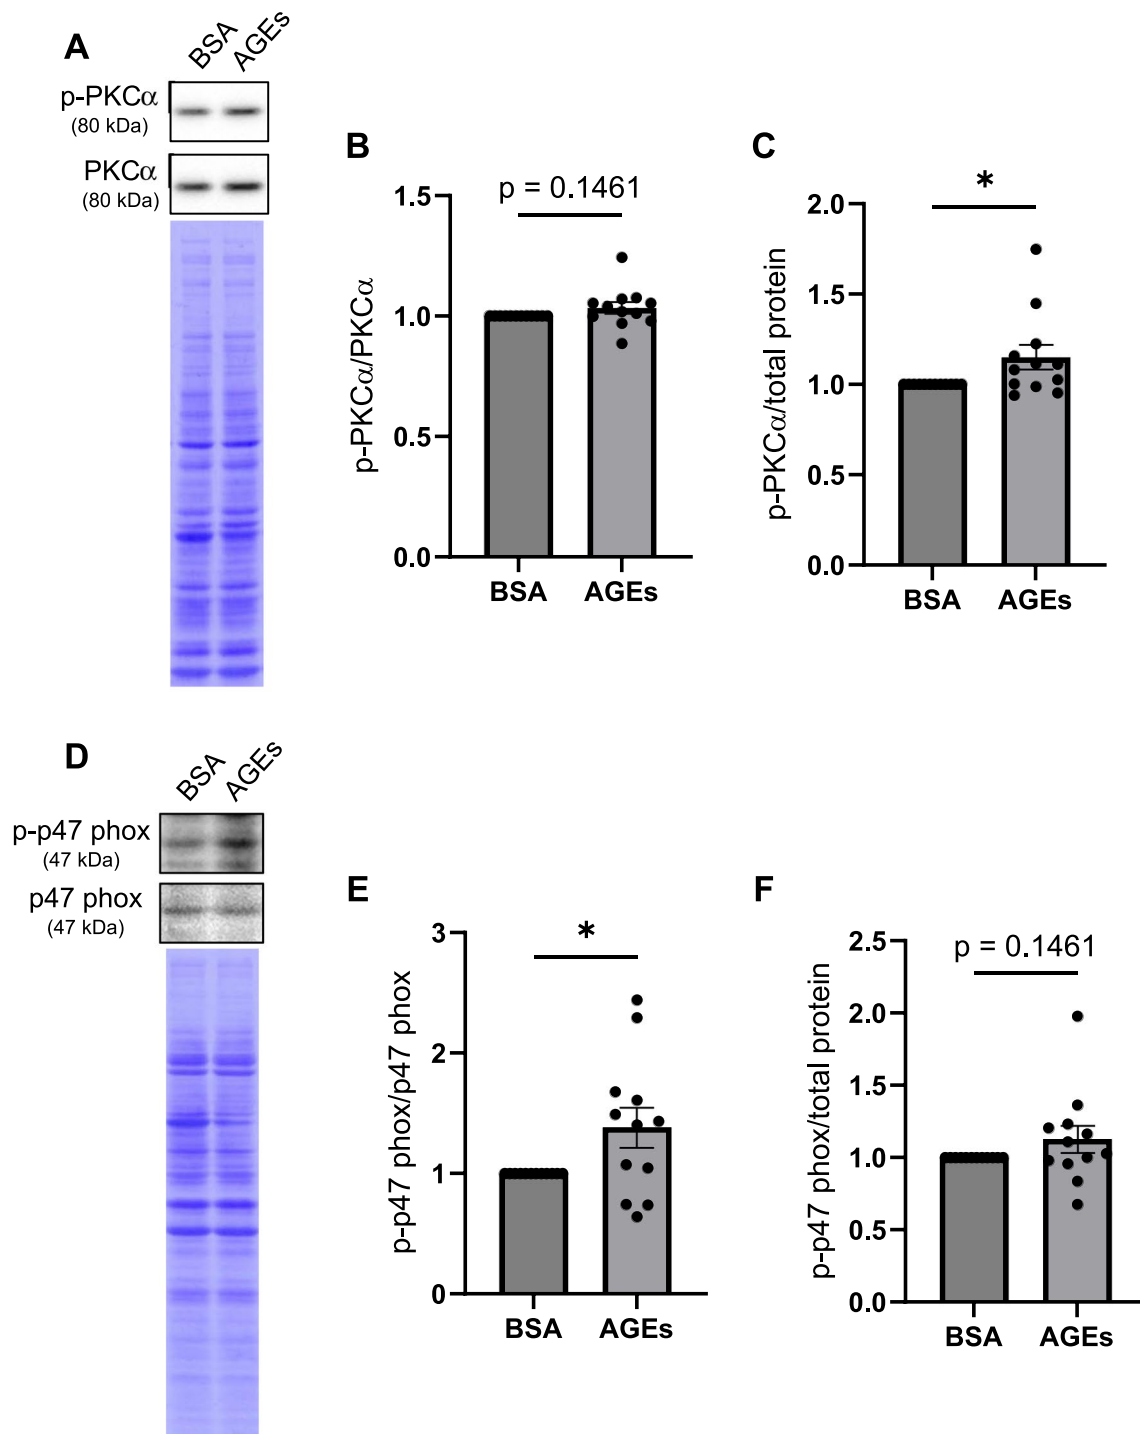 A
BSA AGEs
p-PKCα
(80 kDa)
PKCα
(80 kDa)
B
p = 0.1461
1.5
1.0
0.5
0.0
p-PKCα/PKCα
BSA AGEs
C
*
2.0
1.5
1.0
0.5
0.0
p-PKCα/total protein
BSA AGEs
D
BSA AGEs
p-p47 phox
(47 kDa)
p47 phox
(47 kDa)
E
*
3
2
1
0
p-p47 phox/p47 phox
BSA AGEs
F
p = 0.1461
2.5
2.0
1.5
1.0
0.5
0.0
p-p47 phox/total protein
BSA AGEs